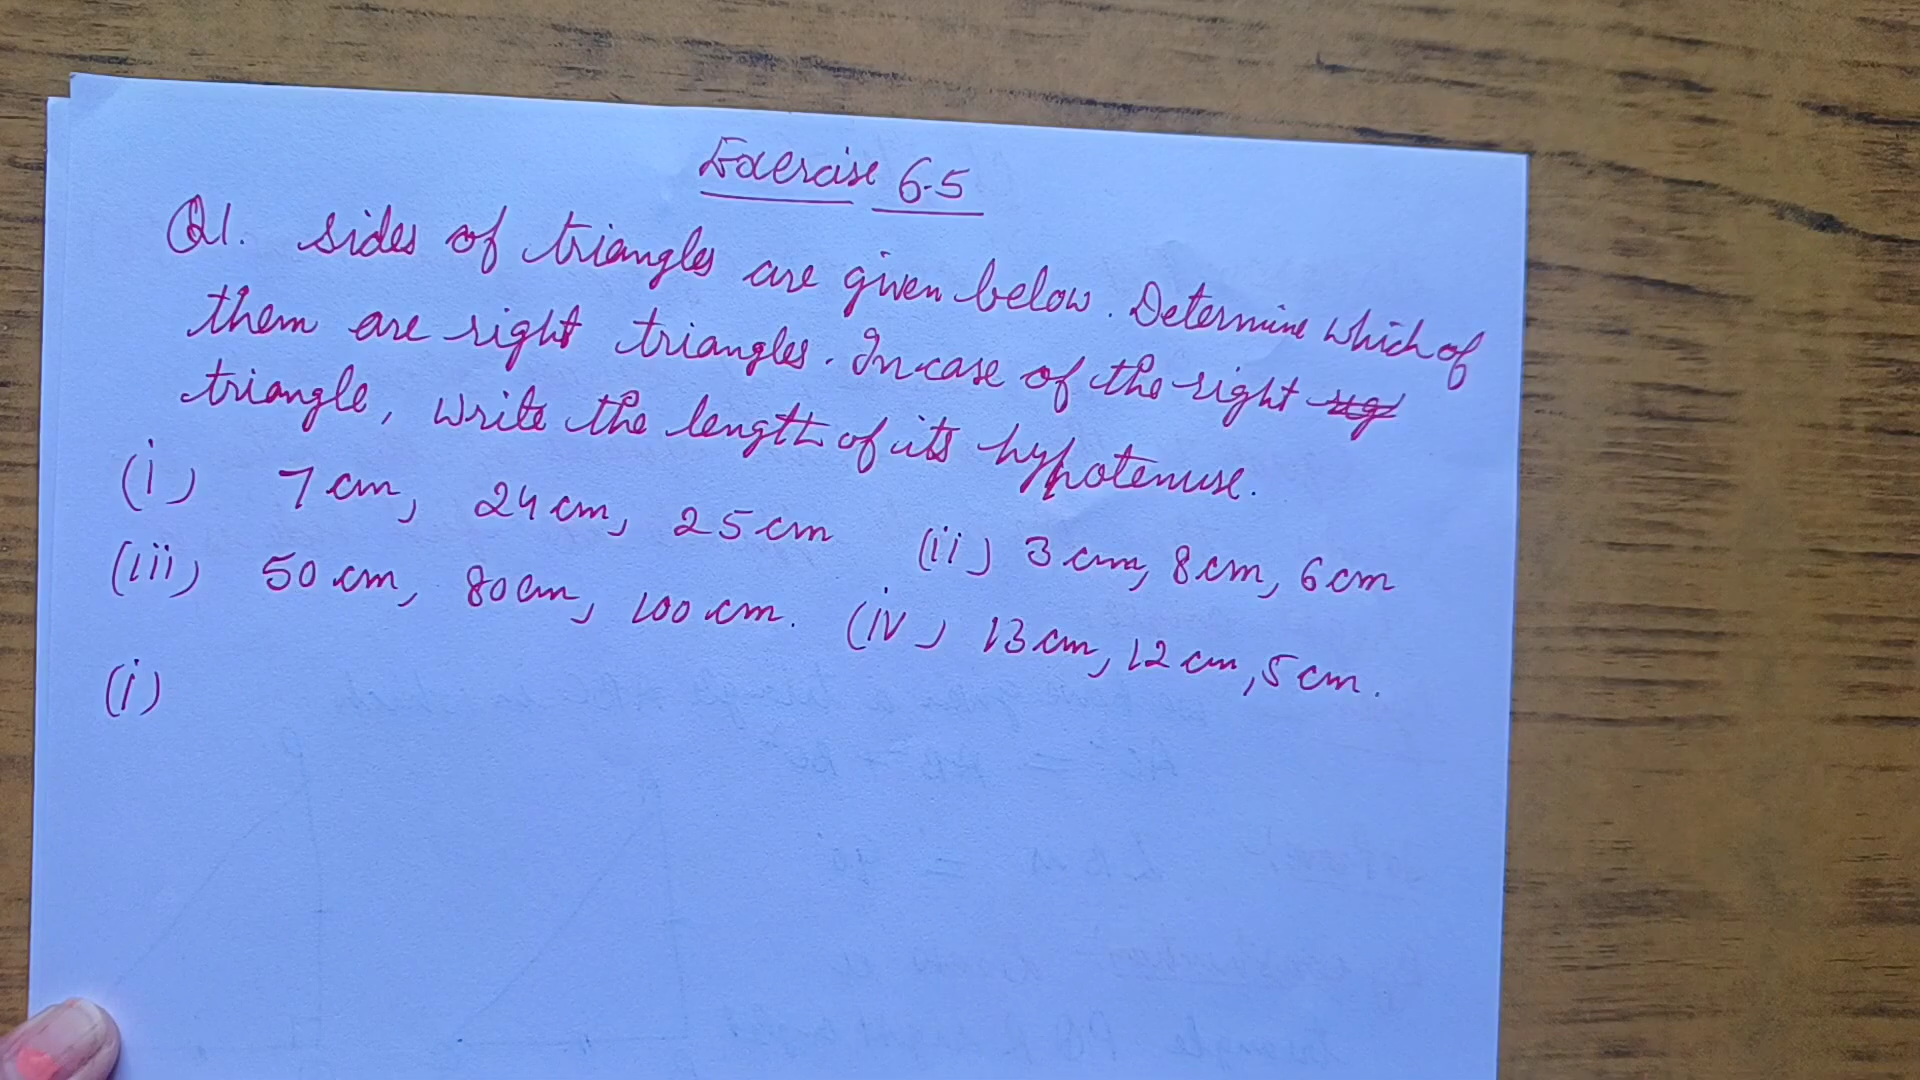 Exercise 6.5
Q1. Sides of triangles are given below. Determine which of
them are right triangles. In case of the right
triangle, write the length of its hypotenuse.
(i) 7 cm, 24 cm, 25 cm (ii) 3 cm, 8 cm, 6 cm
(iii) 50 cm, 80 cm, 100 cm. (iv) 13 cm, 12 cm, 5 cm.
(i)